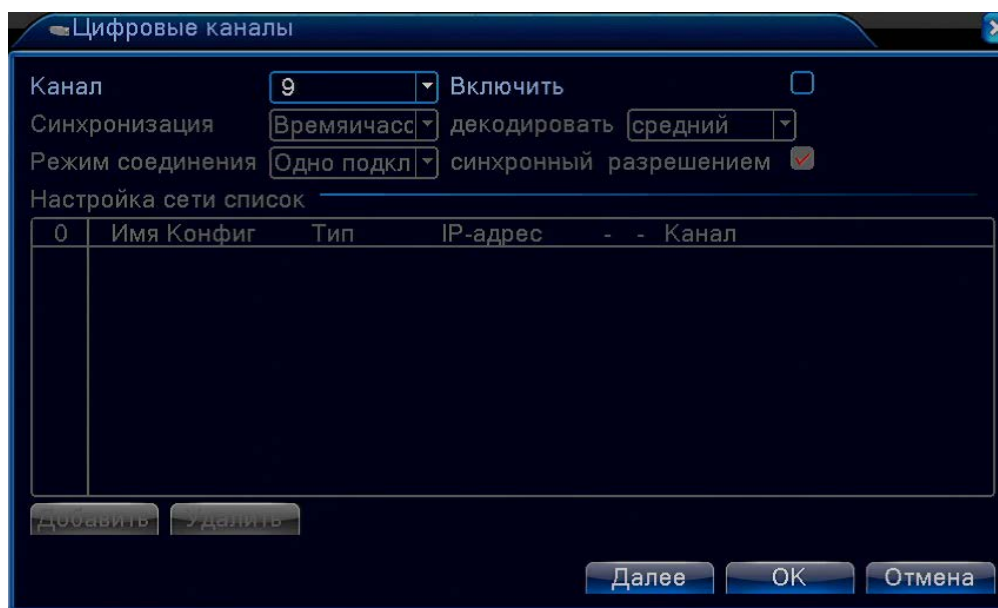 Цифровые каналы
Канал 9 Включить
Синхронизация Времяичасс декодировать средний
Режим соединения Одно подкл синхронный разрешением
Настройка сети список
0 Имя Конфиг Тип IP-адрес - - Канал
Добавить Удалить
Далее OK Отмена